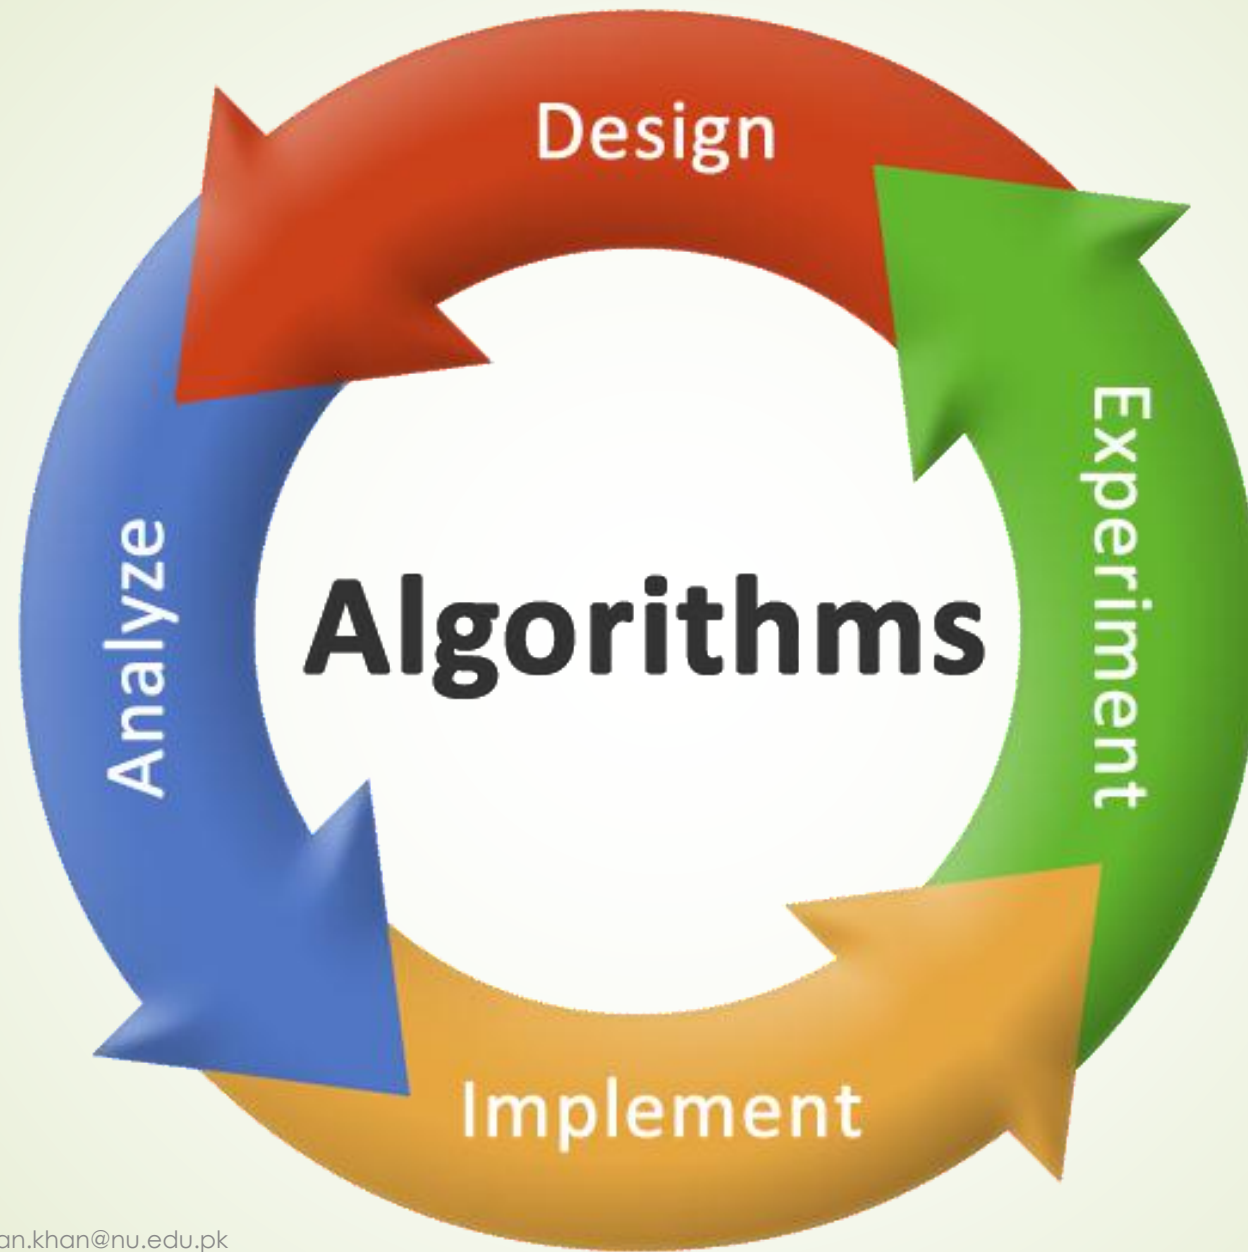 Design
Analyze
Algorithms
Experiment
Implement
an.khan@nu.edu.pk